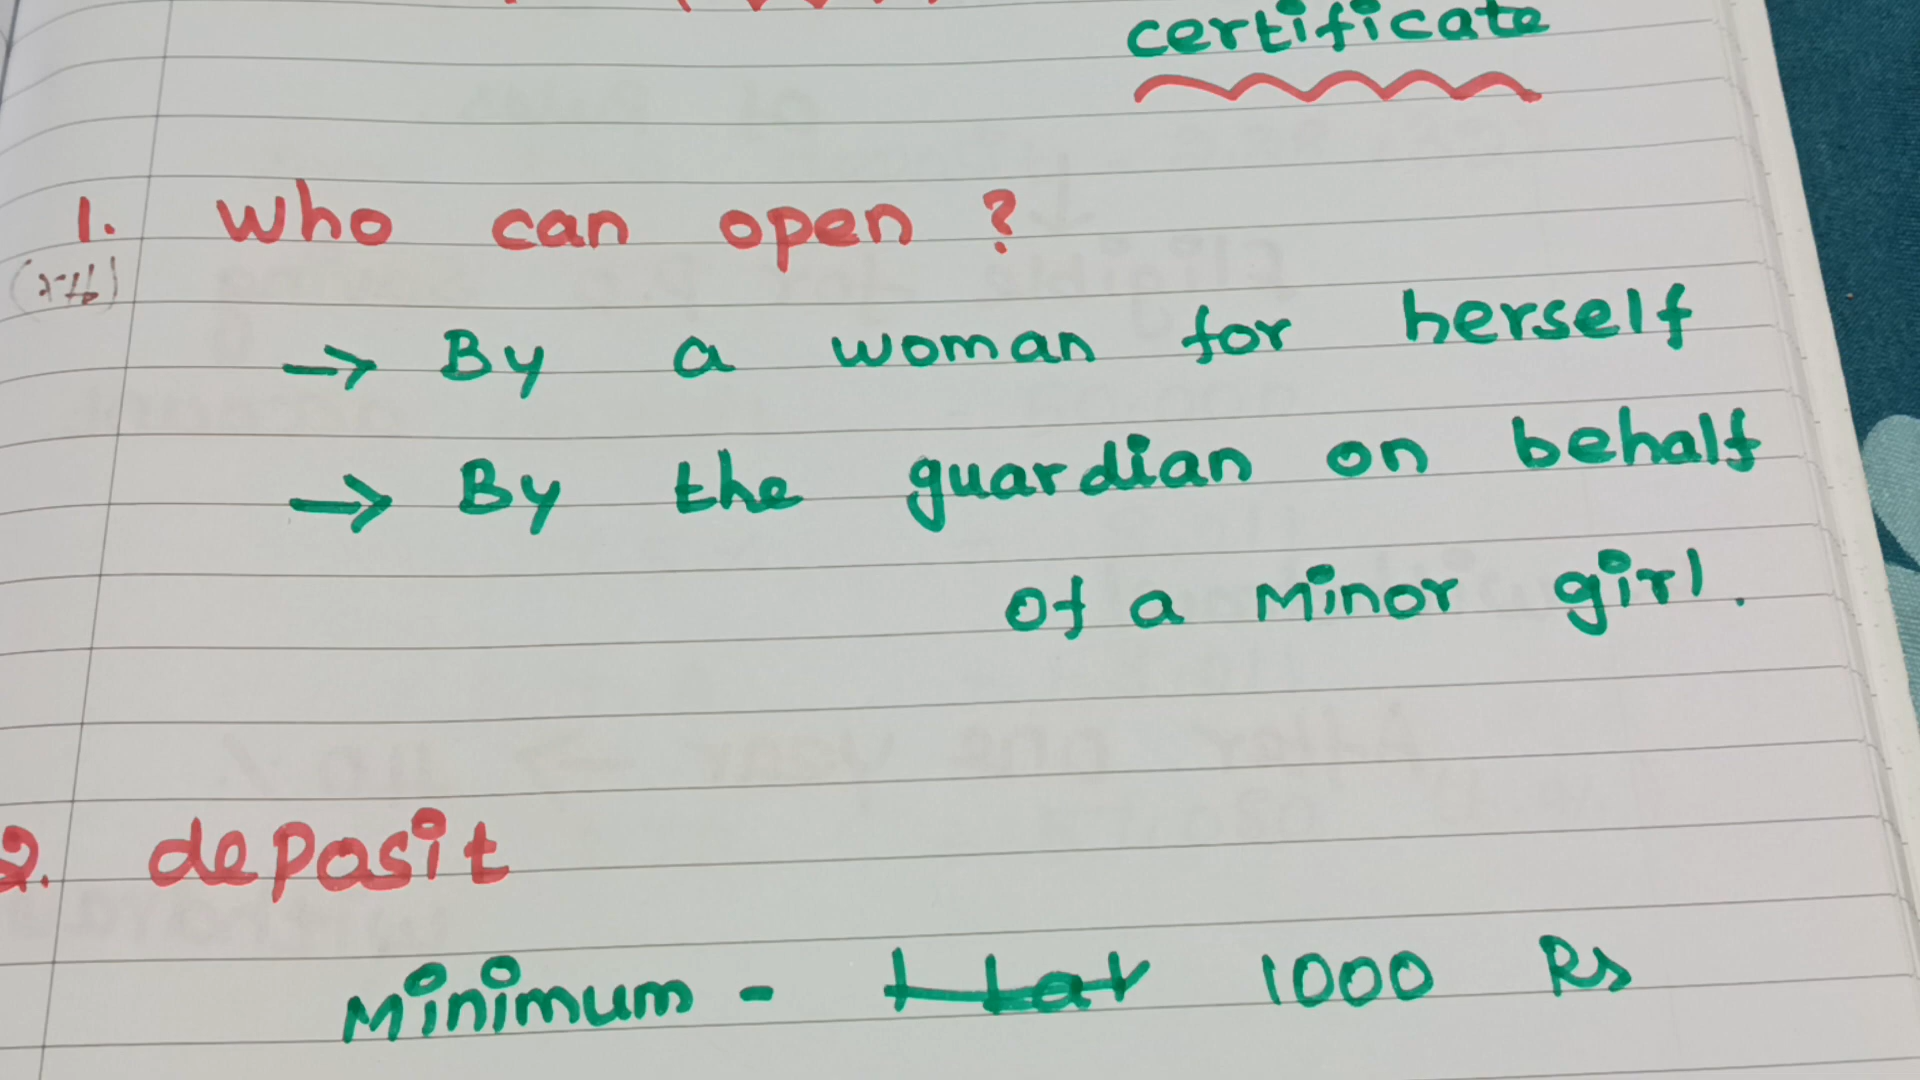 certificate
1. Who can open ?
→ By a woman for herself
→ By the guardian on behalf
of a Minor girl.
2. deposit
Minimum - 1000 Rs